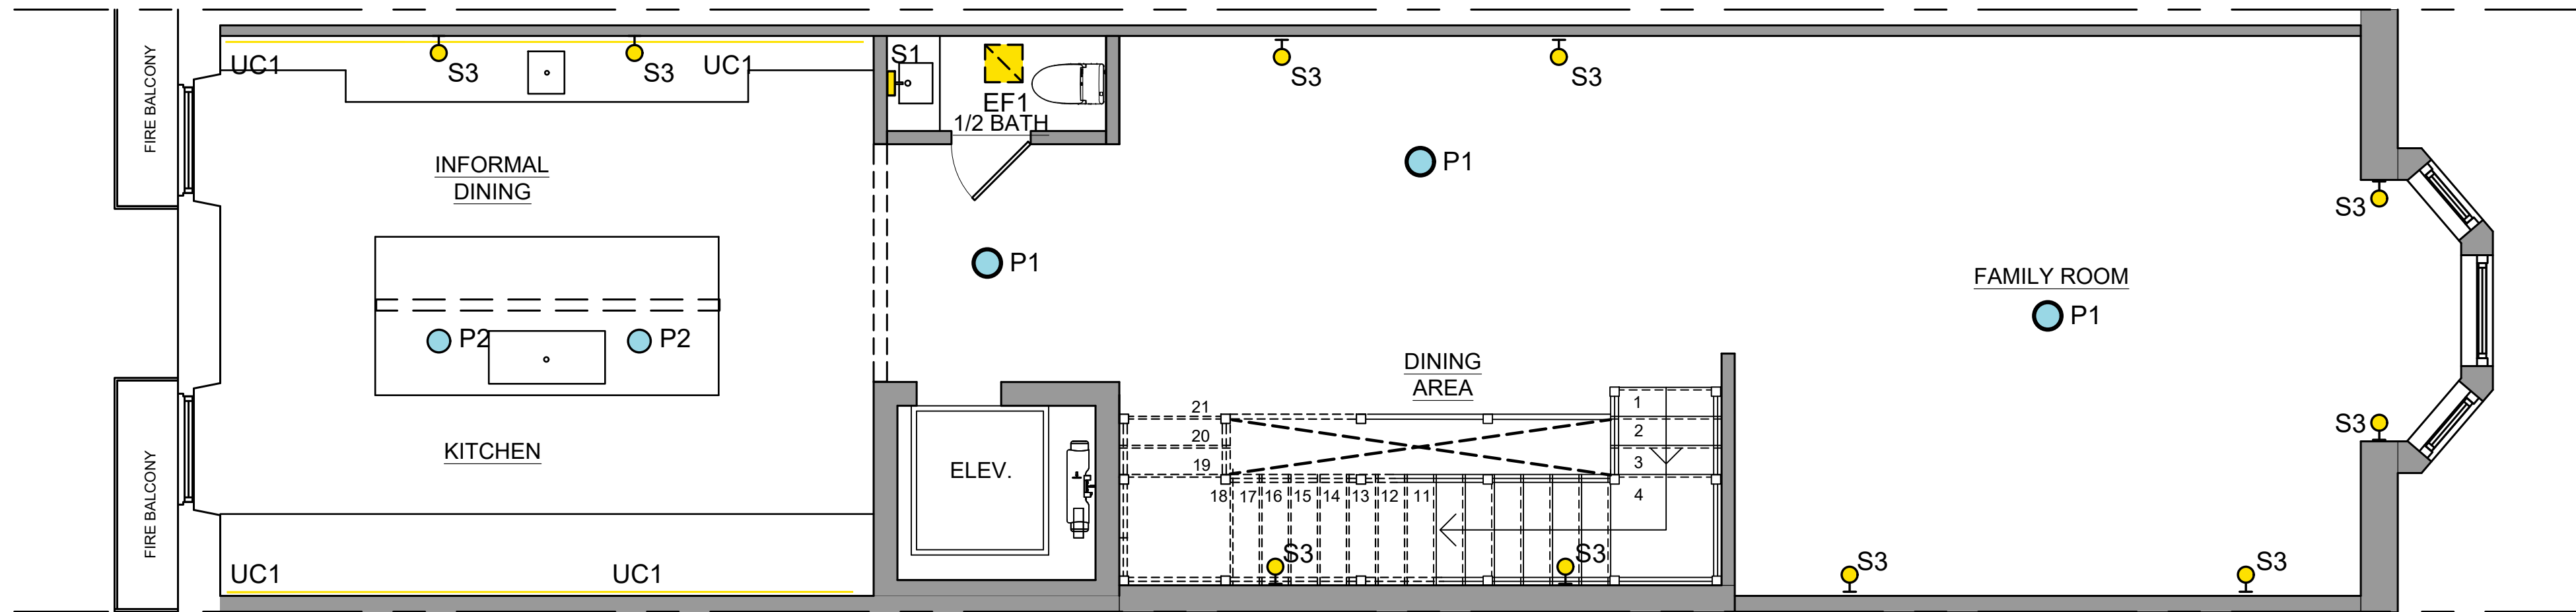 FIRE BALCONY
UC1
S3
S3
UC1
S1
EF1
1/2 BATH
S3
S3
INFORMAL
DINING
P1
P1
S3
FAMILY ROOM
P1
P2
P2
DINING
AREA
S3
KITCHEN
ELEV.
21
20
19
18
17
16
15
14
13
12
11
1
2
3
4
FIRE BALCONY
UC1
UC1
S3
S3
S3
S3